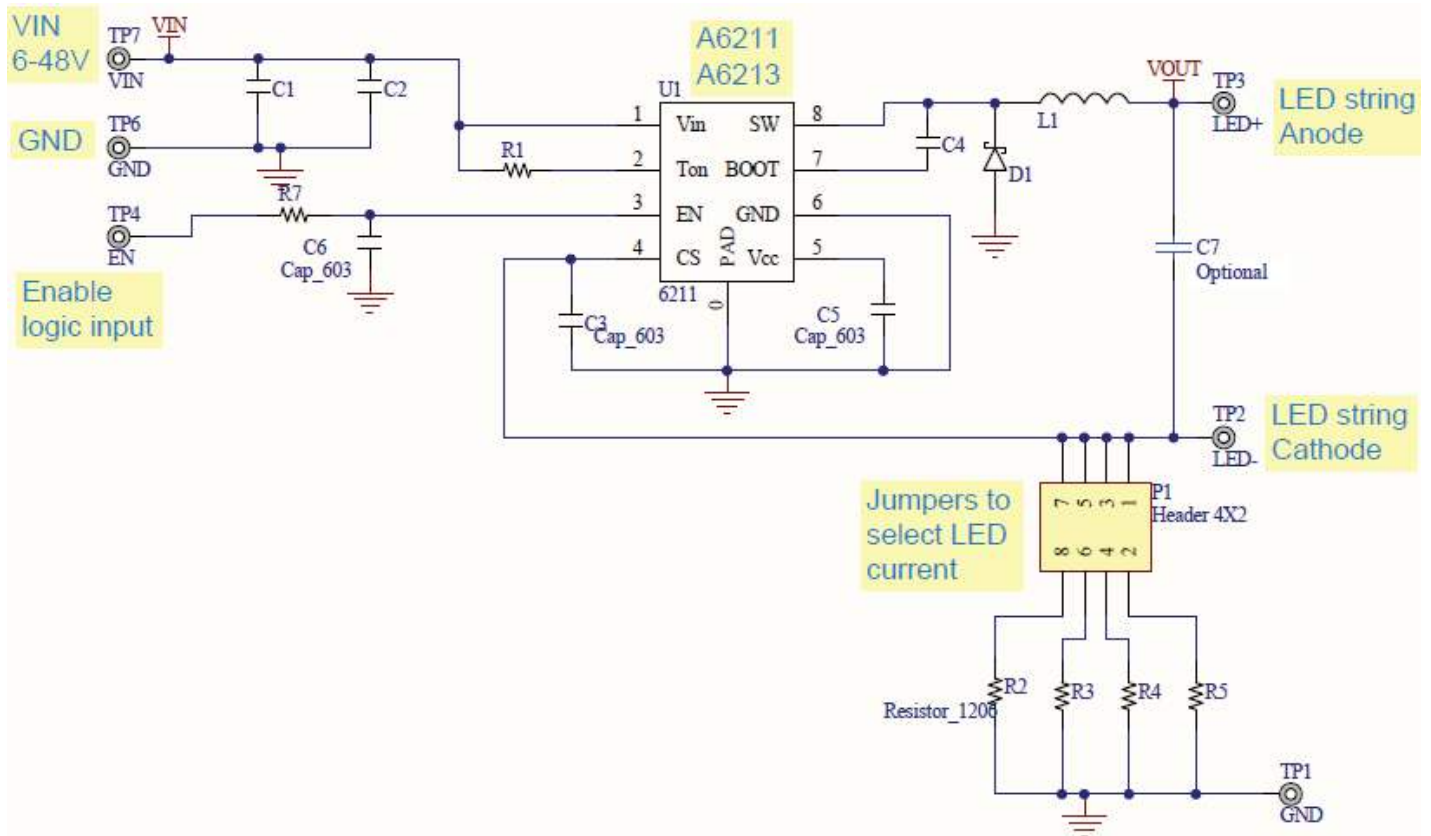 VIN
6-48V
TP7
VIN
VIN
C1
C2
GND
TP6
GND
R7
TP4
EN
Enable
logic input
C6
Cap_603
R1
A6211
A6213
U1
1
Vin
SW
8
2
Ton
BOOT
7
3
EN
GND
6
4
CS
PAD
Vcc
5
6211
0
C3
Cap_603
C5
Cap_603
C4
D1
L1
VOUT
TP3
LED+
LED string
Anode
C7
Optional
TP2
LED-
LED string
Cathode
Jumpers to
select LED
current
P1
Header 4X2
7 5 3 1
8 6 4 2
R2
Resistor_1206
R3
R4
R5
TP1
GND